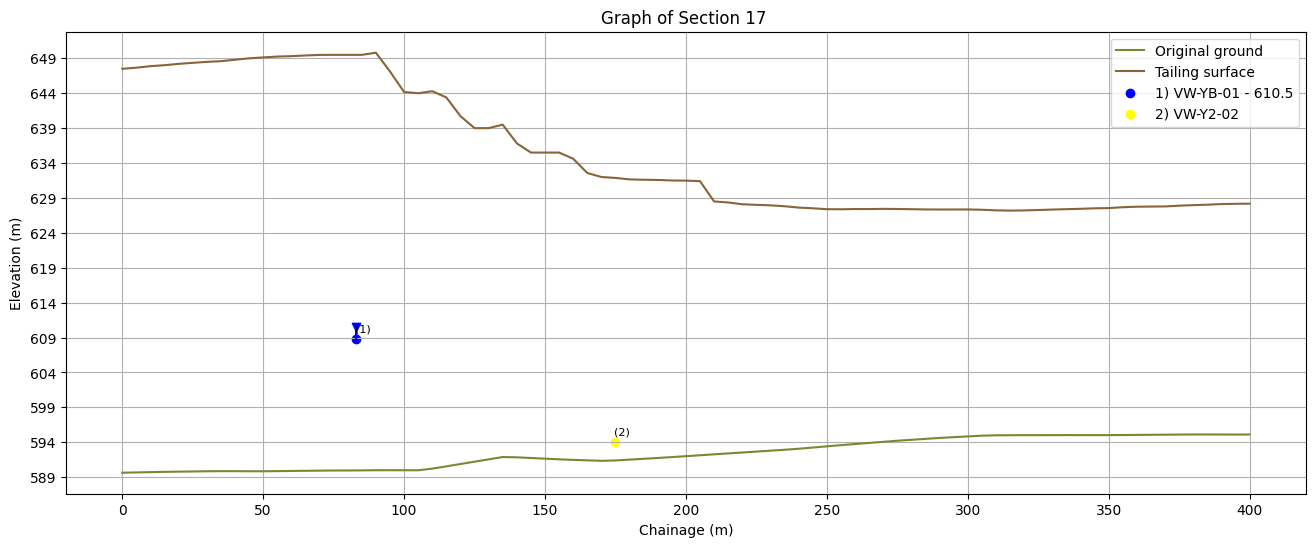 Graph of Section 17
Original ground
Tailing surface
1) VW-YB-01 - 610.5
2) VW-Y2-02
Elevation (m)
649
644
639
634
629
624
619
614
609
604
599
594
589
(1)
(2)
0 50 100 150 200 250 300 350 400
Chainage (m)